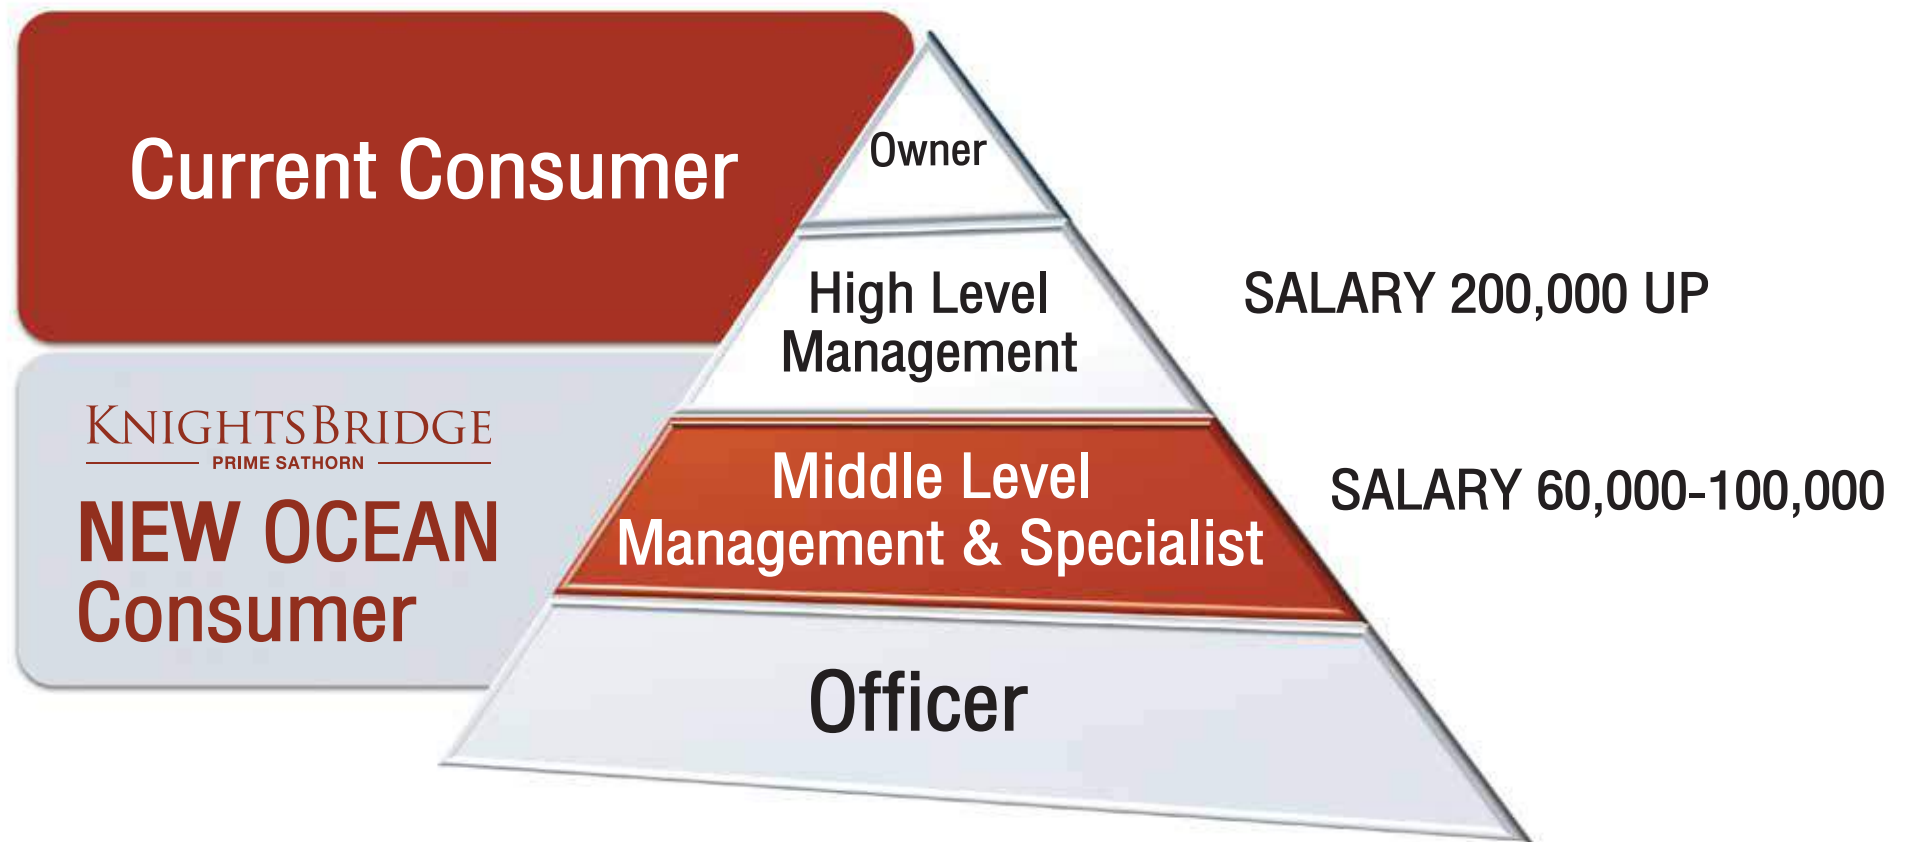 Current Consumer
Owner
High Level
Management
SALARY 200,000 UP
KNIGHTSBRIDGE
PRIME SATHORN
NEW OCEAN
Consumer
Middle Level
Management & Specialist
SALARY 60,000-100,000
Officer